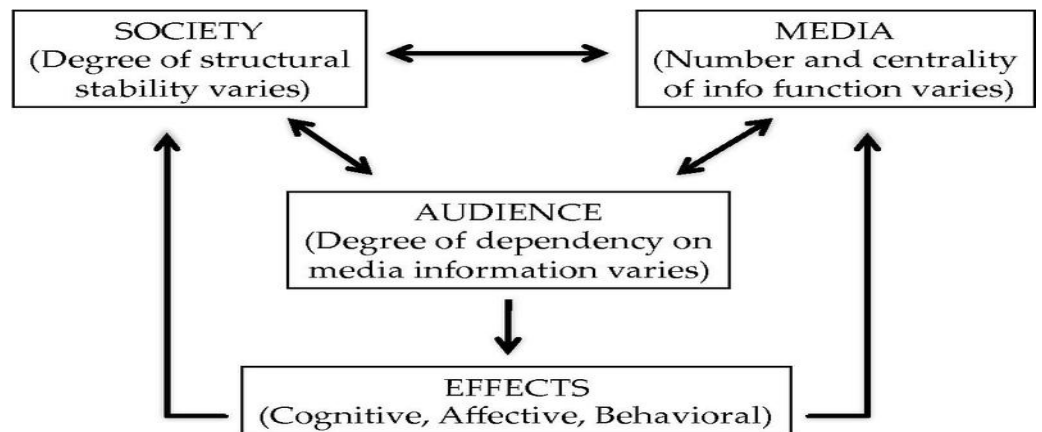 SOCIETY
(Degree of structural
stability varies)
MEDIA
(Number and centrality
of info function varies)
AUDIENCE
(Degree of dependency on
media information varies)
EFFECTS
(Cognitive, Affective, Behavioral)